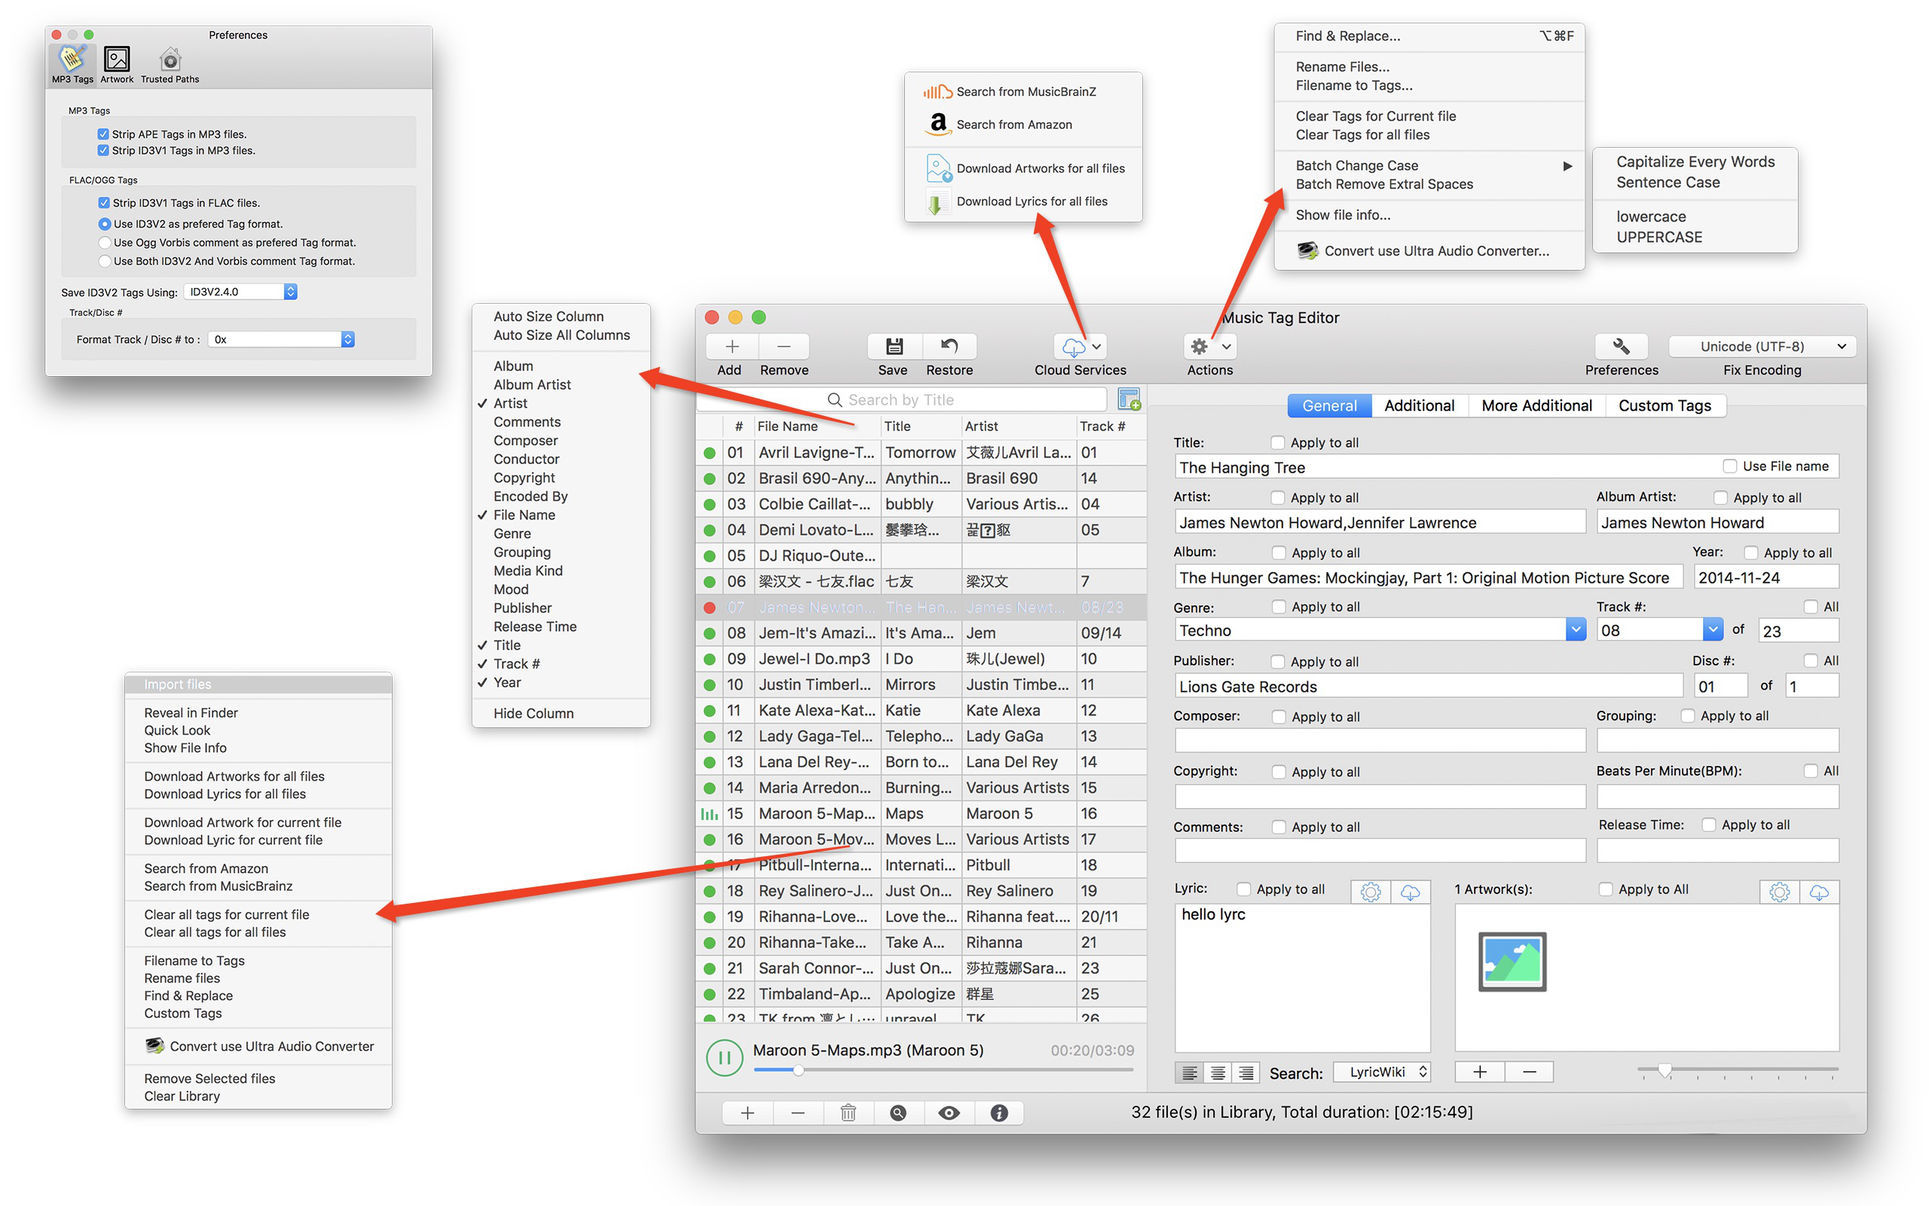 Preferences
MP3 Tags
Artwork
Trusted Paths
MP3 Tags
Strip APE Tags in MP3 files.
Strip ID3V1 Tags in MP3 files.
FLAC/OGG Tags
Strip ID3V1 Tags in FLAC files.
Use ID3V2 as prefered Tag format.
Use Ogg Vorbis comment as prefered Tag format.
Use Both ID3V2 And Vorbis comment Tag format.
Save ID3V2 Tags Using: ID3V2.4.0
Track/Disc #
Format Track / Disc # to : 0x
Search from MusicBrainZ
Search from Amazon
Download Artworks for all files
Download Lyrics for all files
Find & Replace... ⌥⌘F
Rename Files...
Filename to Tags...
Clear Tags for Current file
Clear Tags for all files
Batch Change Case
Batch Remove Extral Spaces
Show file info...
Convert use Ultra Audio Converter...
Capitalize Every Words
Sentence Case
lowercace
UPPERCASE
Auto Size Column
Auto Size All Columns
Album
Album Artist
✓ Artist
Comments
Composer
Conductor
Copyright
Encoded By
✓ File Name
Genre
Grouping
Media Kind
Mood
Publisher
Release Time
✓ Title
✓ Track #
✓ Year
Hide Column
Import files
Reveal in Finder
Quick Look
Show File Info
Download Artworks for all files
Download Lyrics for all files
Download Artwork for current file
Download Lyric for current file
Search from Amazon
Search from MusicBrainz
Clear all tags for current file
Clear all tags for all files
Filename to Tags
Rename files
Find & Replace
Custom Tags
Convert use Ultra Audio Converter
Remove Selected files
Clear Library
Music Tag Editor
Add Remove Save Restore Cloud Services Actions Preferences
Unicode (UTF-8)
Fix Encoding
Search by Title
# File Name Title Artist Track #
01 Avril Lavigne-T... Tomorrow 艾薇儿Avril La... 01
02 Brasil 690-Any... Anythin... Brasil 690 14
03 Colbie Caillat-... bubbly Various Artis... 04
04 Demi Lovato-L... 05
05 DJ Riquo-Oute...
06 梁汉文 - 七友.flac 七友 梁汉文 7
07 James Newton... The Han... James Newt... 08/23
08 Jem-It's Amazi... It's Ama... Jem 09/14
09 Jewel-I Do.mp3 I Do 珠儿(Jewel) 10
10 Justin Timberl... Mirrors Justin Timbe... 11
11 Kate Alexa-Kat... Katie Kate Alexa 12
12 Lady Gaga-Tel... Telepho... Lady GaGa 13
13 Lana Del Rey-... Born to... Lana Del Rey 14
14 Maria Arredon... Burning... Various Artists 15
15 Maroon 5-Map... Maps Maroon 5 16
16 Maroon 5-Mov... Moves L... Various Artists 17
17 Pitbull-Interna... Internati... Pitbull 18
18 Rey Salinero-J... Just On... Rey Salinero 19
19 Rihanna-Love... Love the... Rihanna feat.... 20/11
20 Rihanna-Take... Take A... Rihanna 21
21 Sarah Connor-... Just On... 莎拉蔻娜Sara... 23
22 Timbaland-Ap... Apologize 群星 25
23 TK from 凛とし... unravel TK 26
Maroon 5-Maps.mp3 (Maroon 5) 00:20/03:09
General Additional More Additional Custom Tags
Title: Apply to all
The Hanging Tree Use File name
Artist: Apply to all Album Artist: Apply to all
James Newton Howard,Jennifer Lawrence James Newton Howard
Album: Apply to all Year: Apply to all
The Hunger Games: Mockingjay, Part 1: Original Motion Picture Score 2014-11-24
Genre: Apply to all Track #: All
Techno 08 of 23
Publisher: Apply to all Disc #: All
Lions Gate Records 01 of 1
Composer: Apply to all Grouping: Apply to all
Copyright: Apply to all Beats Per Minute(BPM): All
Comments: Apply to all Release Time: Apply to all
Lyric: Apply to all 1 Artwork(s): Apply to All
hello lyrc
Search: LyricWiki
32 file(s) in Library, Total duration: [02:15:49]